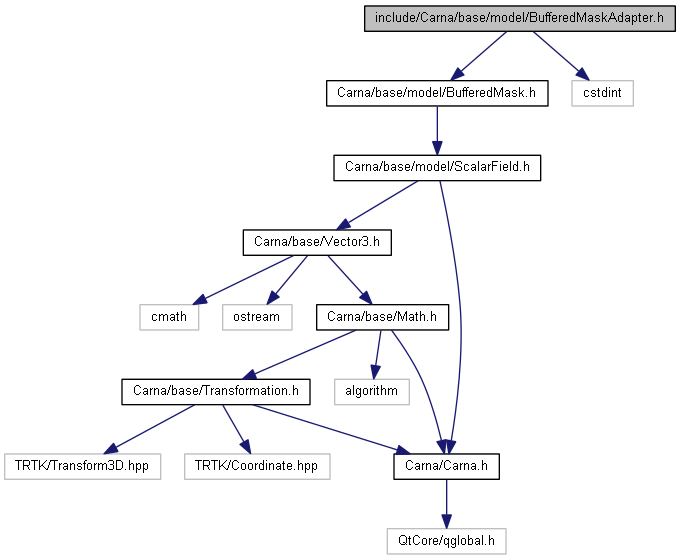 include/Carna/base/model/BufferedMaskAdapter.h
Carna/base/model/BufferedMask.h
cstdint
Carna/base/model/ScalarField.h
Carna/base/Vector3.h
cmath
ostream
Carna/base/Math.h
Carna/base/Transformation.h
algorithm
TRTK/Transform3D.hpp
TRTK/Coordinate.hpp
Carna/Carna.h
QtCore/qglobal.h